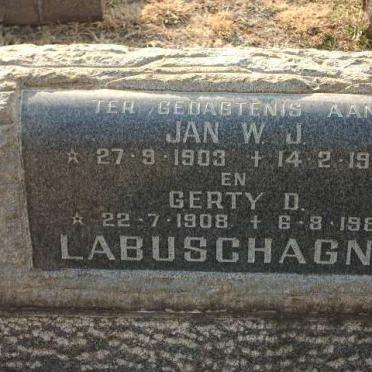 TER GEDAGTENIS AAN
JAN W. J.
☆ 27·9·1903 + 14·2·19
EN
GERTY D.
☆ 22·7·1908 + 6·8·198
LABUSCHAGN